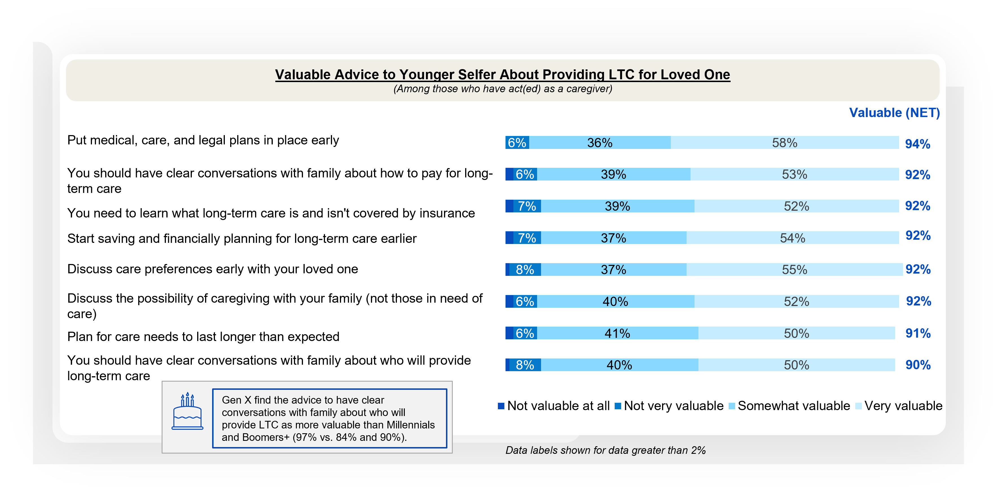 Valuable Advice to Younger Selfer About Providing LTC for Loved One
(Among those who have act(ed) as a caregiver)
Valuable (NET)
Put medical, care, and legal plans in place early
6% 36% 58% 94%
You should have clear conversations with family about how to pay for long-
term care
6% 39% 53% 92%
You need to learn what long-term care is and isn't covered by insurance
7% 39% 52% 92%
Start saving and financially planning for long-term care earlier
7% 37% 54% 92%
Discuss care preferences early with your loved one
8% 37% 55% 92%
Discuss the possibility of caregiving with your family (not those in need of
care)
6% 40% 52% 92%
Plan for care needs to last longer than expected
6% 41% 50% 91%
You should have clear conversations with family about who will provide
long-term care
8% 40% 50% 90%
Gen X find the advice to have clear
conversations with family about who will
provide LTC as more valuable than Millennials
and Boomers+ (97% vs. 84% and 90%).
Not valuable at all Not very valuable Somewhat valuable Very valuable
Data labels shown for data greater than 2%